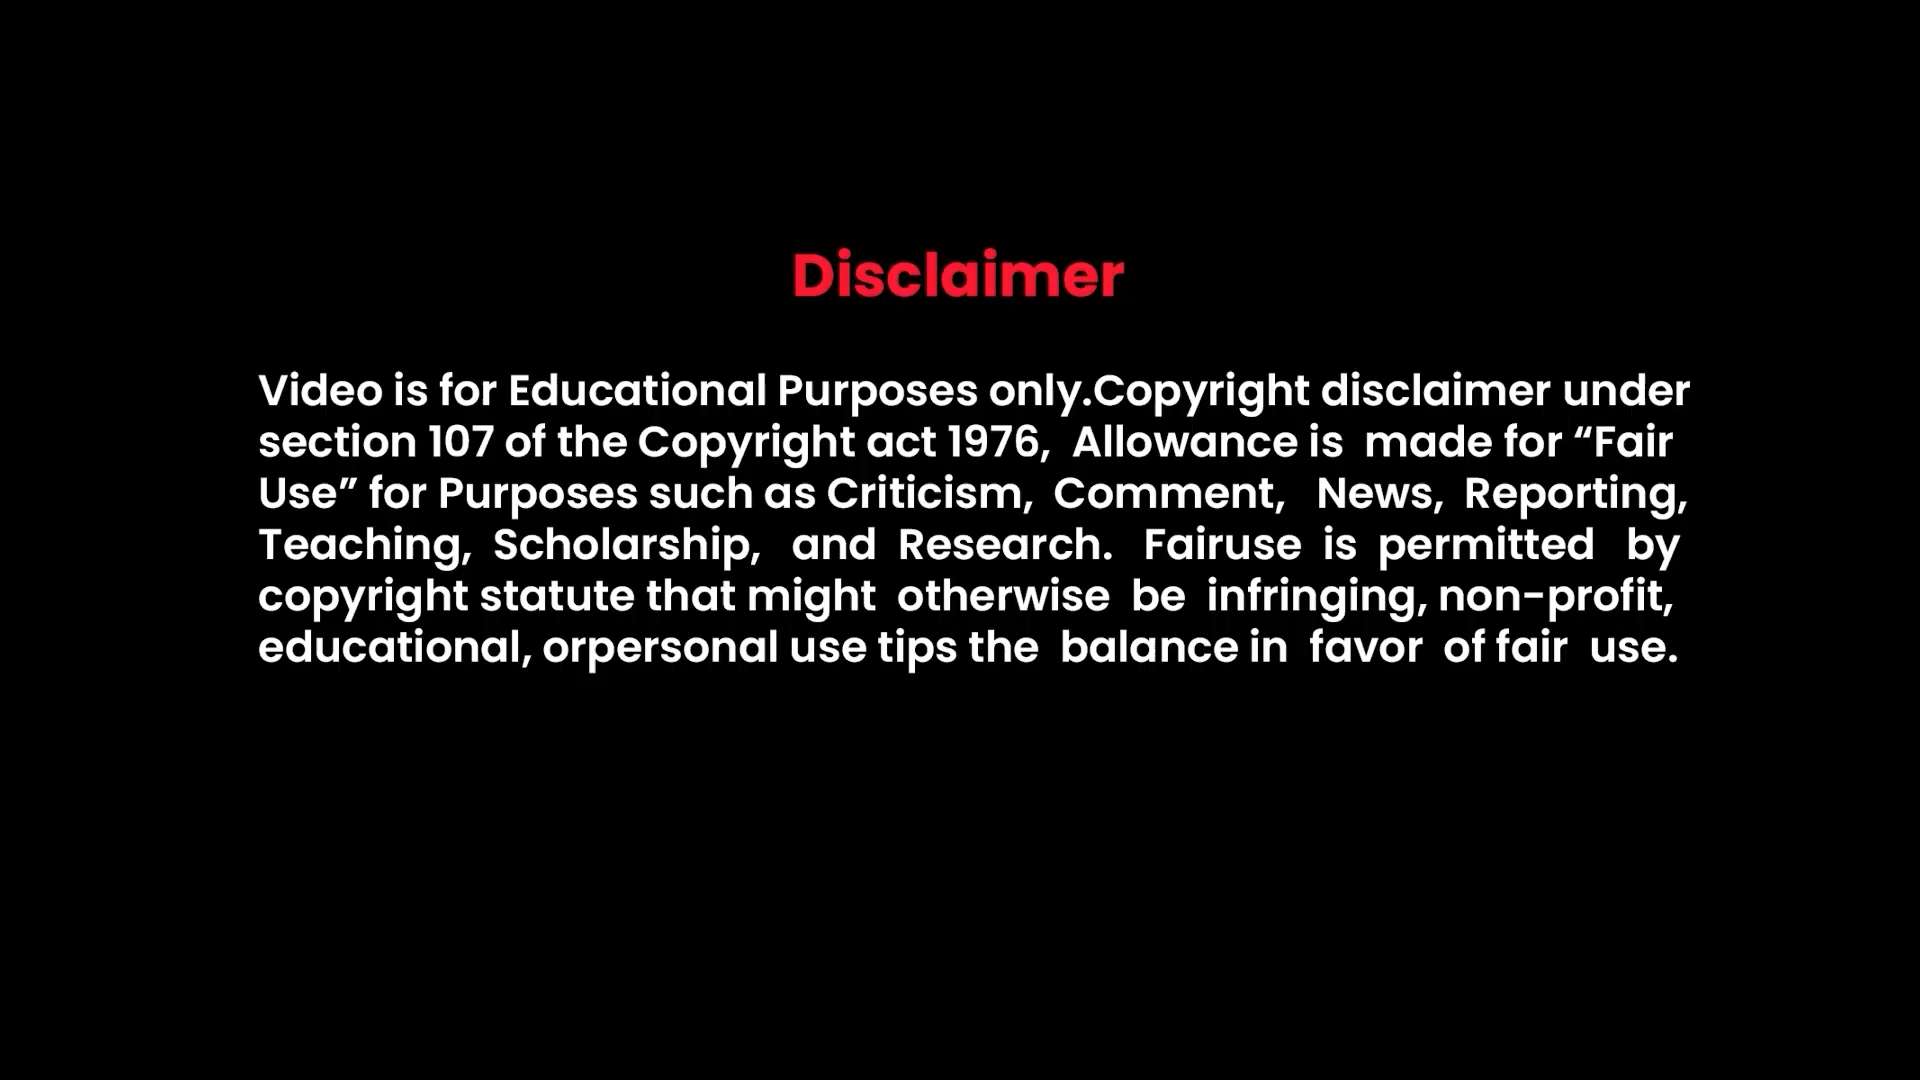 Disclaimer
Video is for Educational Purposes only.Copyright disclaimer under
section 107 of the Copyright act 1976, Allowance is made for “Fair
Use” for Purposes such as Criticism, Comment, News, Reporting,
Teaching, Scholarship, and Research. Fairuse is permitted by
copyright statute that might otherwise be infringing, non-profit,
educational, orpersonal use tips the balance in favor of fair use.